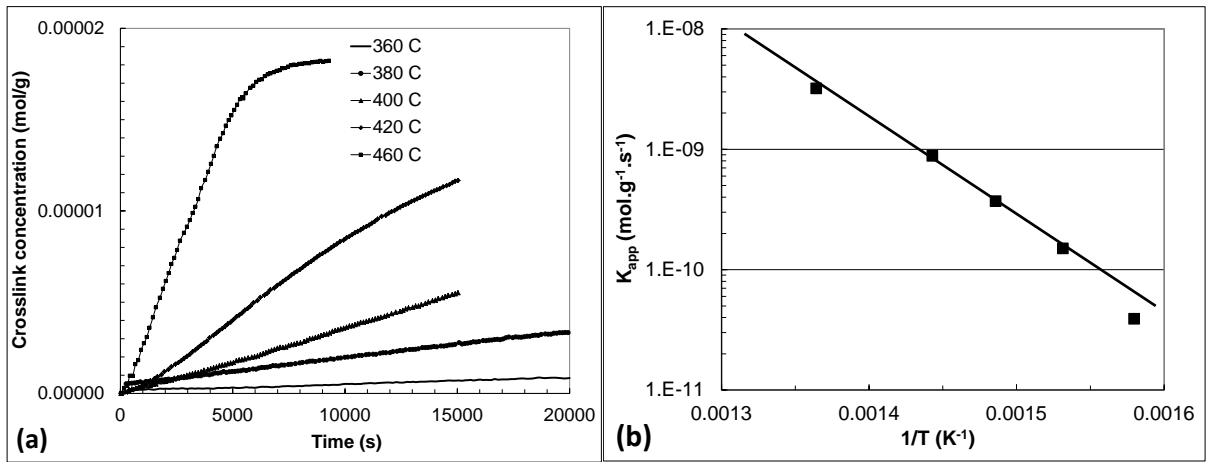 0.00002
0.00001
0.00000
Crosslink concentration (mol/g)
360 C
380 C
400 C
420 C
460 C
0
5000
10000
15000
20000
Time (s)
(a)
1.E-08
1.E-09
1.E-10
1.E-11
Kapp (mol.g-1.s-1)
0.0013
0.0014
0.0015
0.0016
1/T (K-1)
(b)